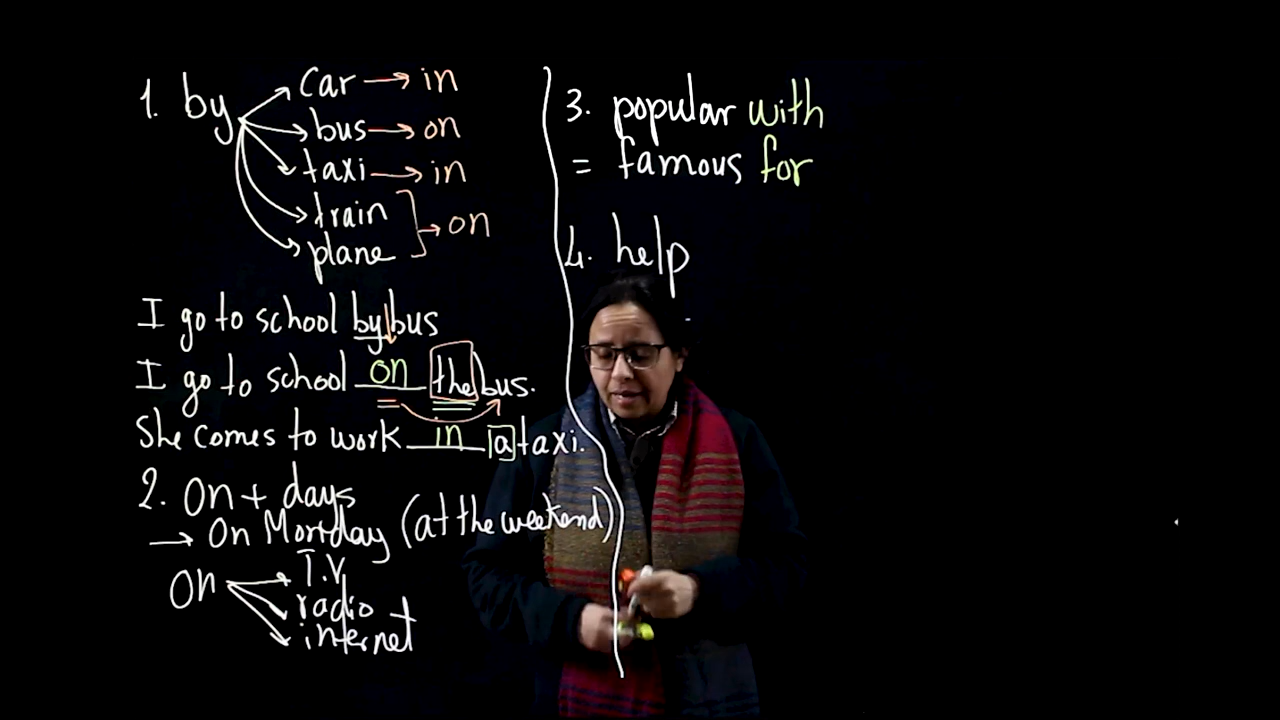 1. by
car → in
bus → on
taxi → in
train
plane → on
I go to school by bus
I go to school on the bus.
She comes to work in a taxi.
2. On + days
→ On Monday (at the weekend)
On
T.V
radio
internet
3. popular with
= famous for
4. help